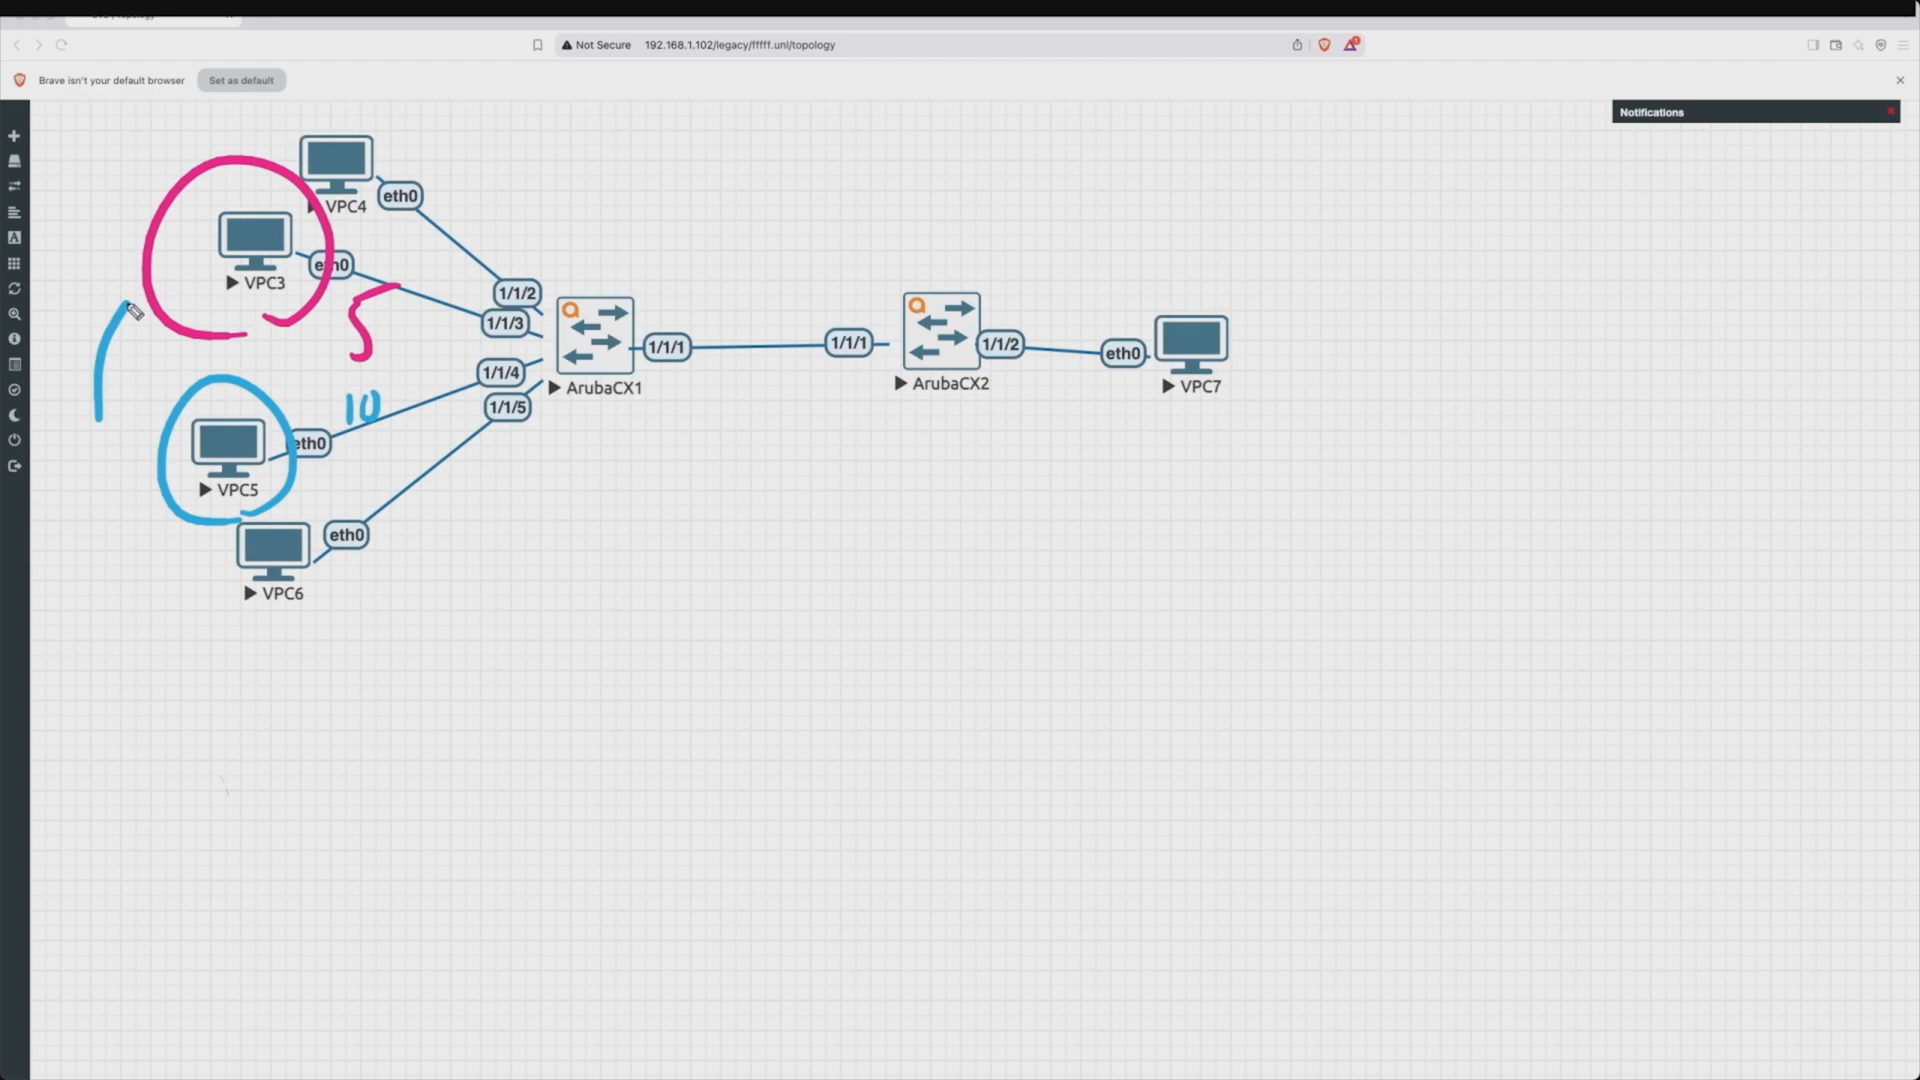 Not Secure 192.168.1.102/legacy/fffff.unl/topology
Brave isn't your default browser Set as default
Notifications
VPC4
eth0
VPC3
eth0
5
1/1/2
1/1/3
1/1/1
1/1/1
1/1/2
eth0
ArubaCX1
ArubaCX2
VPC7
1/1/4
1/1/5
10
eth0
VPC5
eth0
VPC6